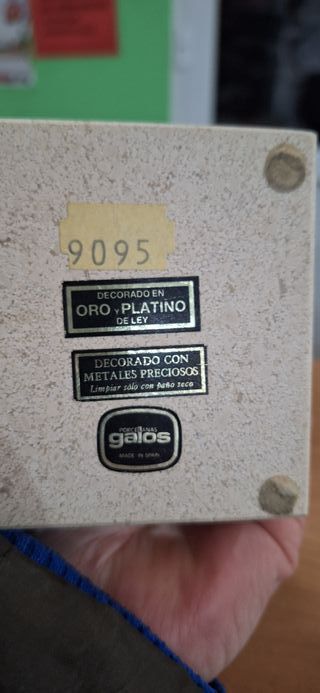 9095
DECORADO EN
ORO Y PLATINO
DE LEY
DECORADO CON
METALES PRECIOSOS
Limpiar sólo con paño seco
PORCELANAS
galos
MADE IN SPAIN